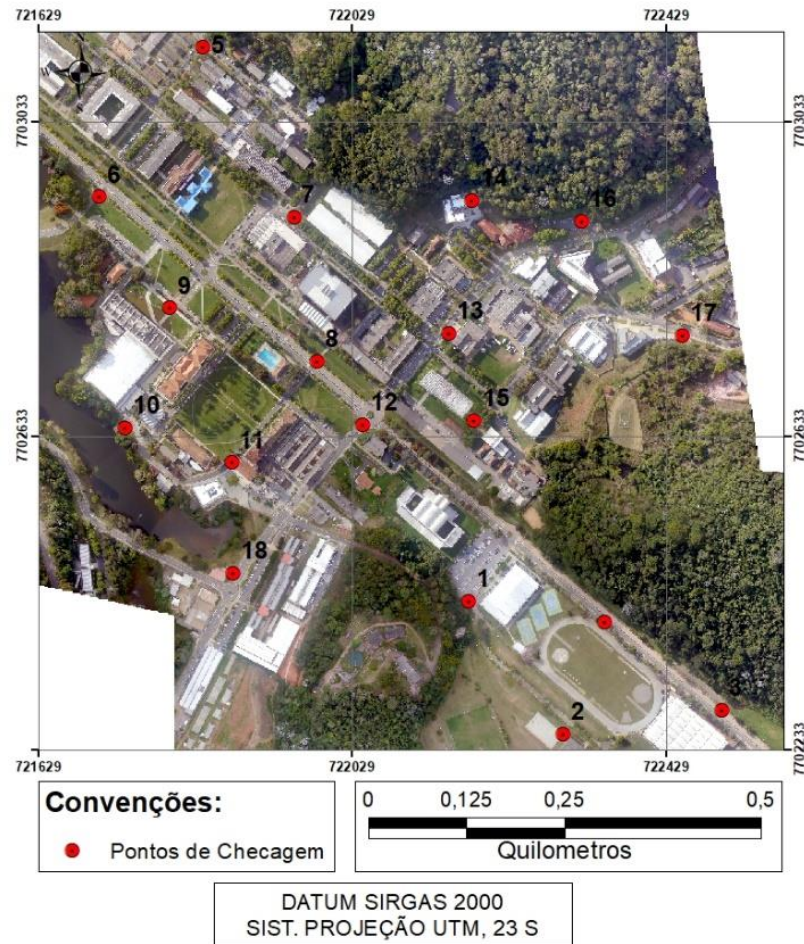 721629 722029 722429
7703033 7703033
W
5
6
7
14
16
9
8
13
17
12
15
10
11
7702633 7702633
18
1
3
2
7702233 7702233
721629 722029 722429
Convenções:
Pontos de Checagem
0 0,125 0,25 0,5
Quilometros
DATUM SIRGAS 2000
SIST. PROJEÇÃO UTM, 23 S